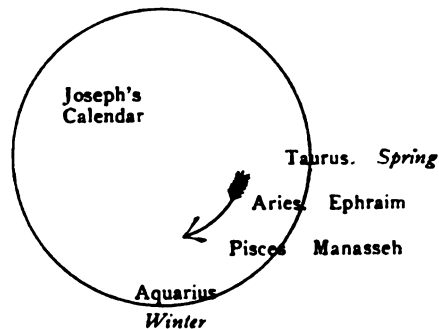 Joseph's
Calendar
Taurus. Spring
Aries. Ephraim
Pisces Manasseh
Aquarius
Winter